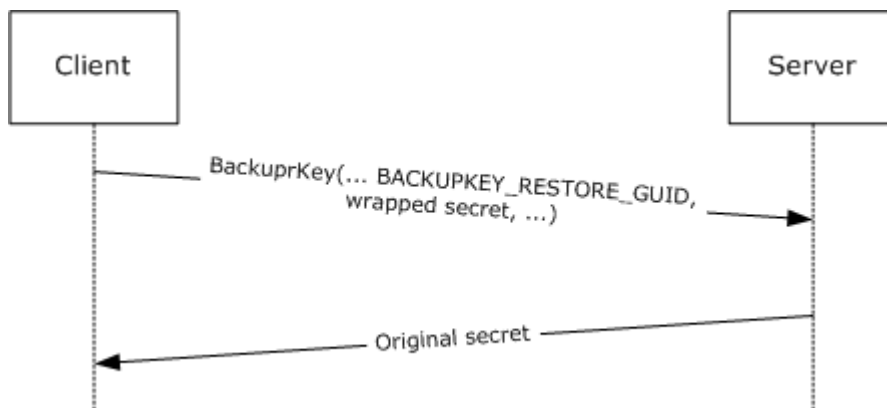 Client
Server
BackuprKey(... BACKUPKEY_RESTORE_GUID,
wrapped secret, ...)
Original secret